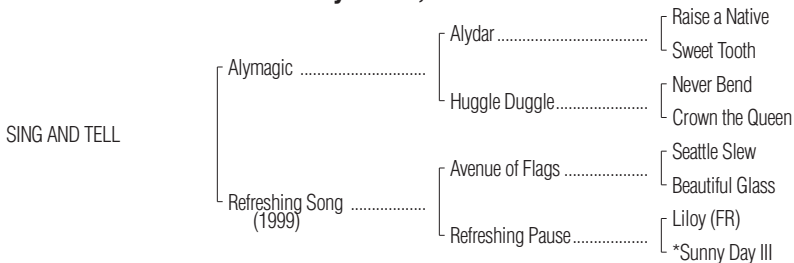 Raise a Native
Alydar
Sweet Tooth
Alymagic
Never Bend
Huggle Duggle
Crown the Queen
SING AND TELL
Seattle Slew
Avenue of Flags
Beautiful Glass
Refreshing Song
(1999)
Liloy (FR)
Refreshing Pause
*Sunny Day III